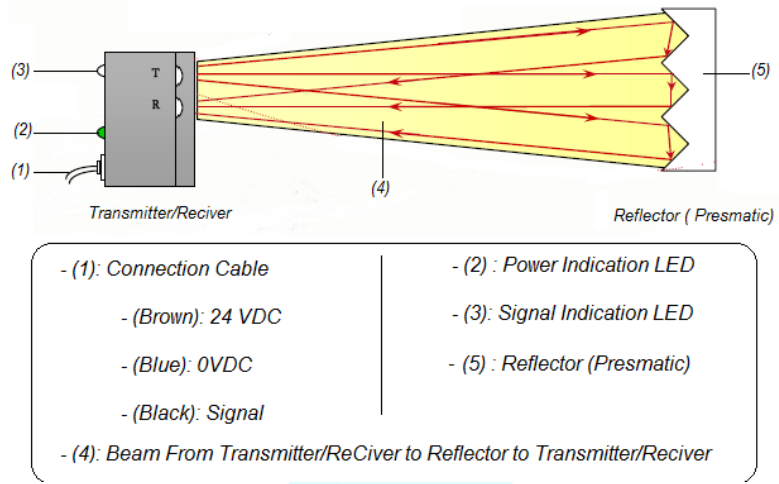 T
(3)
(5)
R
(2)
(1)
(4)
Transmitter/Reciver
Reflector ( Presmatic)
- (1): Connection Cable
- (Brown): 24 VDC
- (Blue): 0VDC
- (Black): Signal
- (2) : Power Indication LED
- (3): Signal Indication LED
- (5) : Reflector (Presmatic)
- (4): Beam From Transmitter/ReCiver to Reflector to Transmitter/Reciver